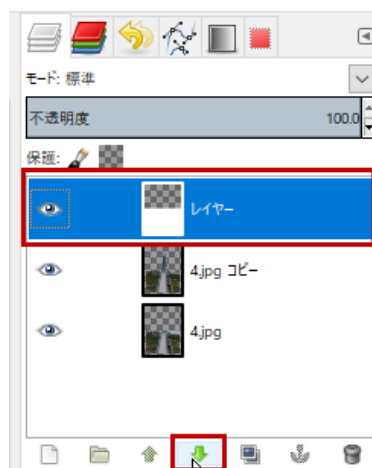 モード: 標準
不透明度 100.0
保護:
レイヤー
4.jpg コピー
4.jpg